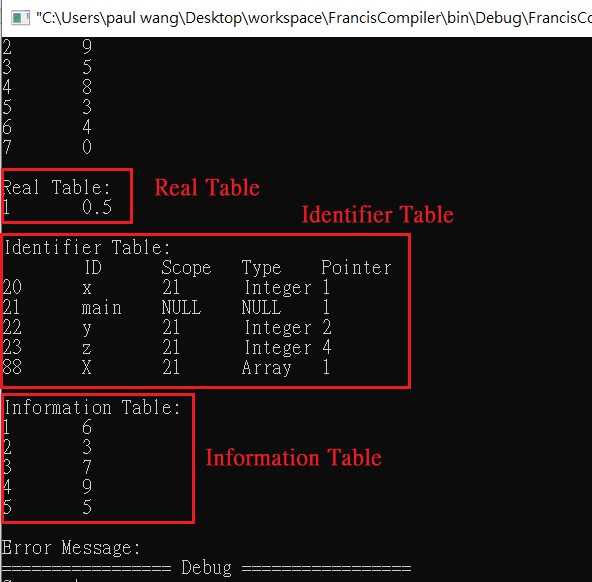 "C:\Users\paul wang\Desktop\workspace\FrancisCompiler\bin\Debug\FrancisCo
2 9
3 5
4 8
5 3
6 4
7 0
Real Table: Real Table
1 0.5
Identifier Table
Identifier Table:
ID Scope Type Pointer
20 x 21 Integer 1
21 main NULL NULL 1
22 y 21 Integer 2
23 z 21 Integer 4
88 X 21 Array 1
Information Table:
1 6
2 3
3 7
Information Table
4 9
5 5
Error Message:
================= Debug =================